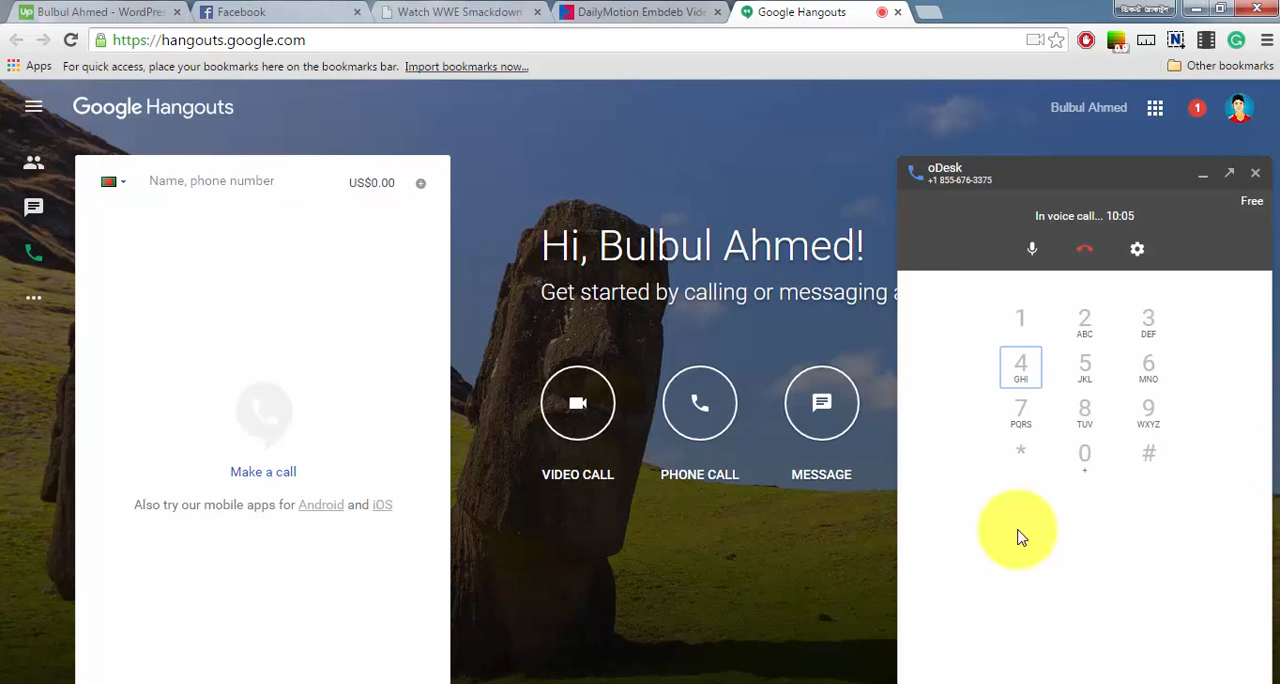 Bulbul Ahmed - WordPres
Facebook
Watch WWE Smackdown
DailyMotion Embdeb Vide
Google Hangouts
https://hangouts.google.com
Apps
For quick access, place your bookmarks here on the bookmarks bar.
Import bookmarks now...
Other bookmarks
Google Hangouts
Bulbul Ahmed
1
Name, phone number
US$0.00
Make a call
Also try our mobile apps for Android and iOS
Hi, Bulbul Ahmed!
Get started by calling or messaging a
VIDEO CALL
PHONE CALL
MESSAGE
oDesk
+1 855-676-3375
Free
In voice call... 10:05
1 2 3
ABC DEF
4 5 6
GHI JKL MNO
7 8 9
PQRS TUV WXYZ
* 0 #
+